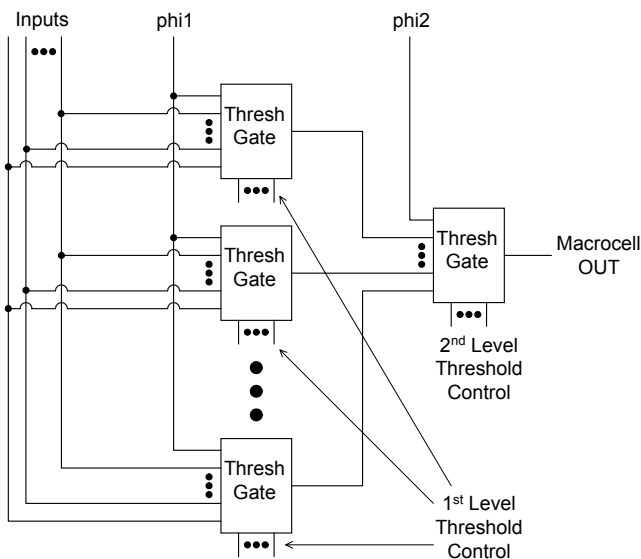 Inputs
phi1
phi2
Thresh
Gate
Thresh
Gate
Thresh
Gate
Macrocell
OUT
2nd Level
Threshold
Control
Thresh
Gate
1st Level
Threshold
Control